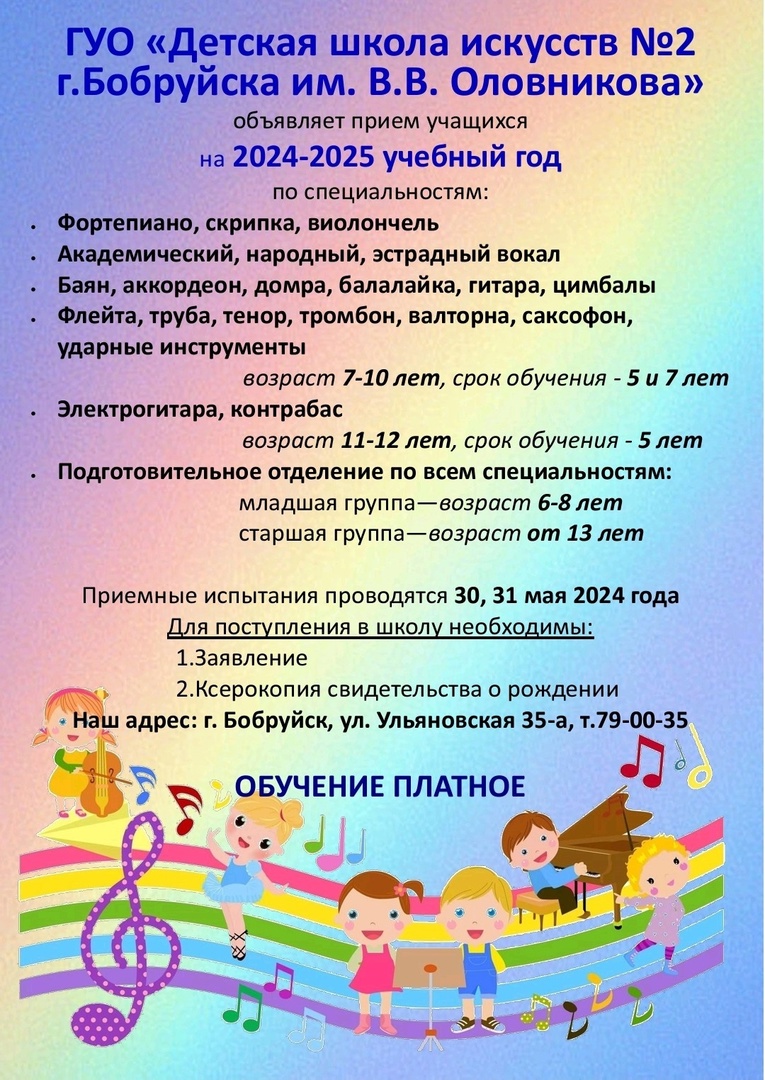 ГУО «Детская школа искусств №2
г.Бобруйска им. В.В. Оловникова»
объявляет прием учащихся
на 2024-2025 учебный год
по специальностям:
• Фортепиано, скрипка, виолончель
• Академический, народный, эстрадный вокал
• Баян, аккордеон, домра, балалайка, гитара, цимбалы
• Флейта, труба, тенор, тромбон, валторна, саксофон,
ударные инструменты
возраст 7-10 лет, срок обучения - 5 и 7 лет
• Электрогитара, контрабас
возраст 11-12 лет, срок обучения - 5 лет
• Подготовительное отделение по всем специальностям:
младшая группа—возраст 6-8 лет
старшая группа—возраст от 13 лет
Приемные испытания проводятся 30, 31 мая 2024 года
Для поступления в школу необходимы:
1.Заявление
2.Ксерокопия свидетельства о рождении
Наш адрес: г. Бобруйск, ул. Ульяновская 35-а, т.79-00-35
ОБУЧЕНИЕ ПЛАТНОЕ